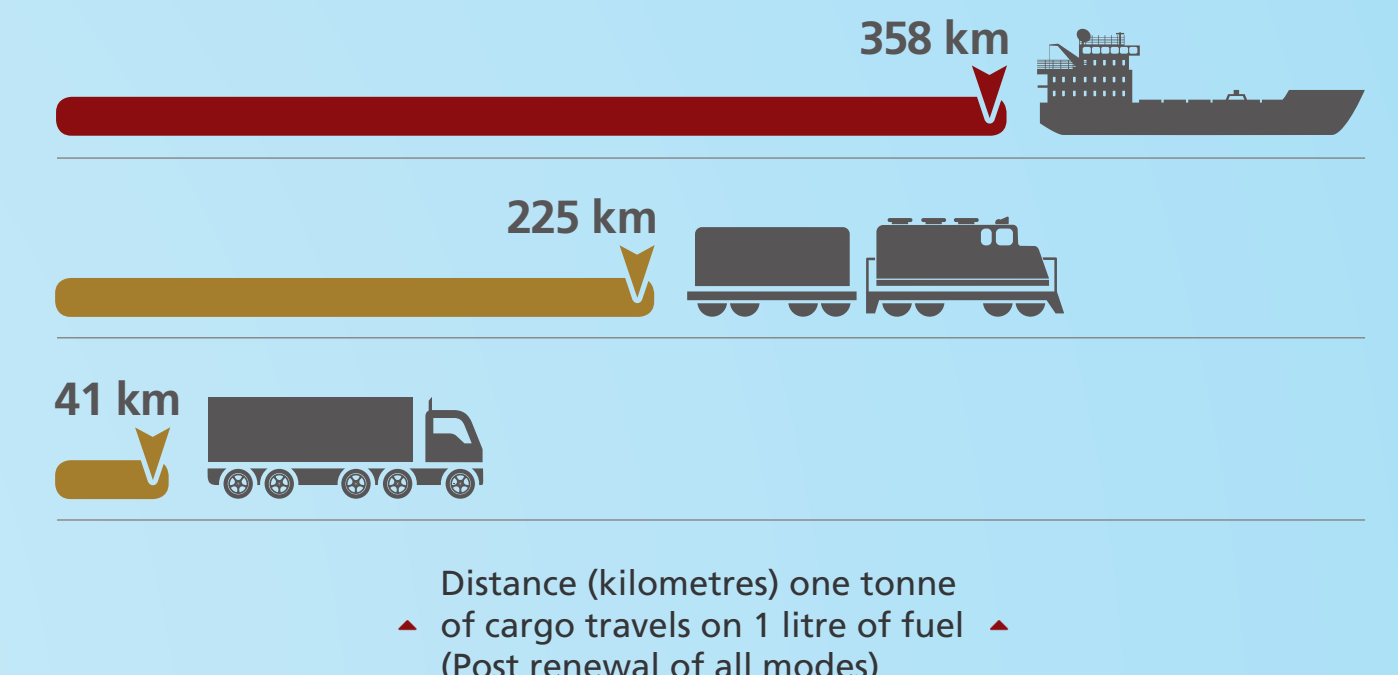 358 km
225 km
41 km
Distance (kilometres) one tonne
of cargo travels on 1 litre of fuel
(Post renewal of all modes)